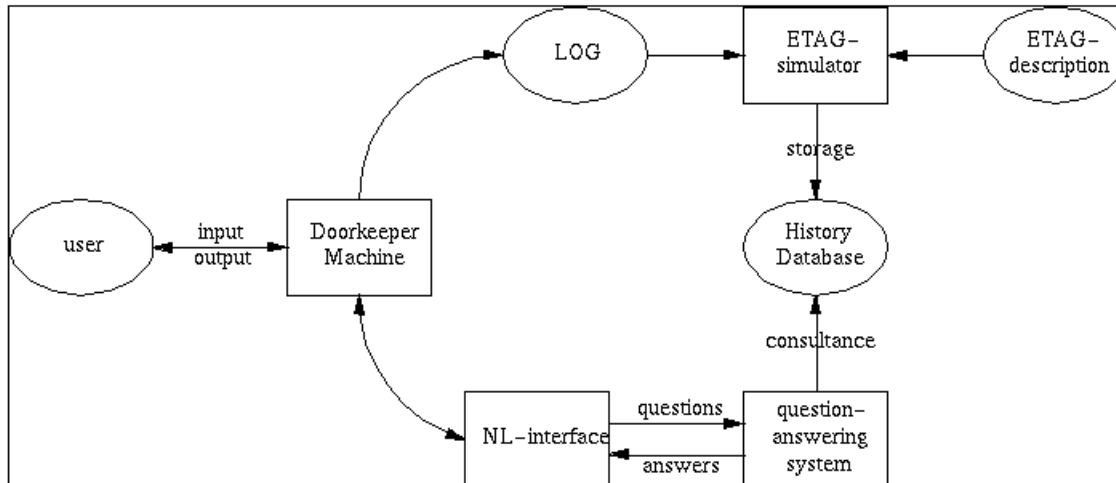 LOG
ETAG-
simulator
ETAG-
description
storage
user
input
output
Doorkeeper
Machine
History
Database
consultance
NL-interface
questions
answers
question-
answering
system